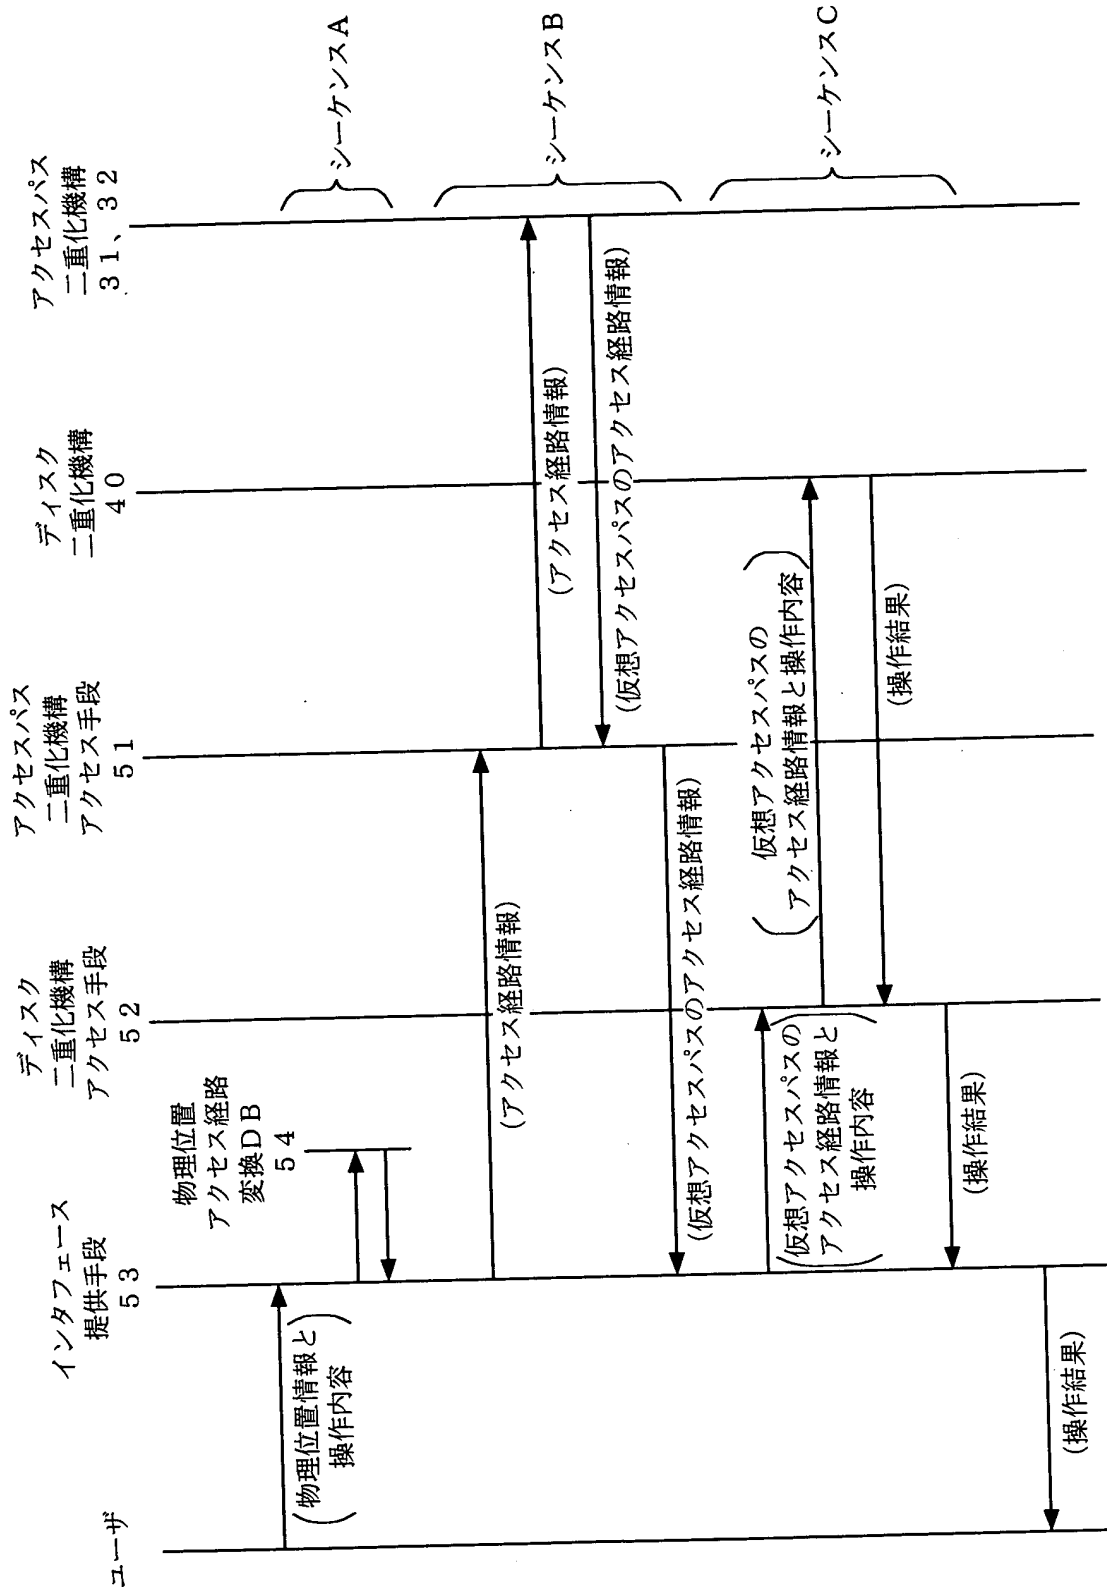 ユーザ
インタフェース
提供手段
５３
物理位置
アクセス経路
変換ＤＢ
５４
ディスク
二重化機構
アクセス手段
５２
アクセスパス
二重化機構
アクセス手段
５１
ディスク
二重化機構
４０
アクセスパス
二重化機構
３１、３２
(物理位置情報と
操作内容)
シーケンスA
(アクセス経路情報)
(アクセス経路情報)
(仮想アクセスパスのアクセス経路情報)
(仮想アクセスパスのアクセス経路情報)
シーケンスB
(仮想アクセスパスの
アクセス経路情報と
操作内容)
(仮想アクセスパスの
アクセス経路情報と操作内容)
(操作結果)
(操作結果)
シーケンスC
(操作結果)